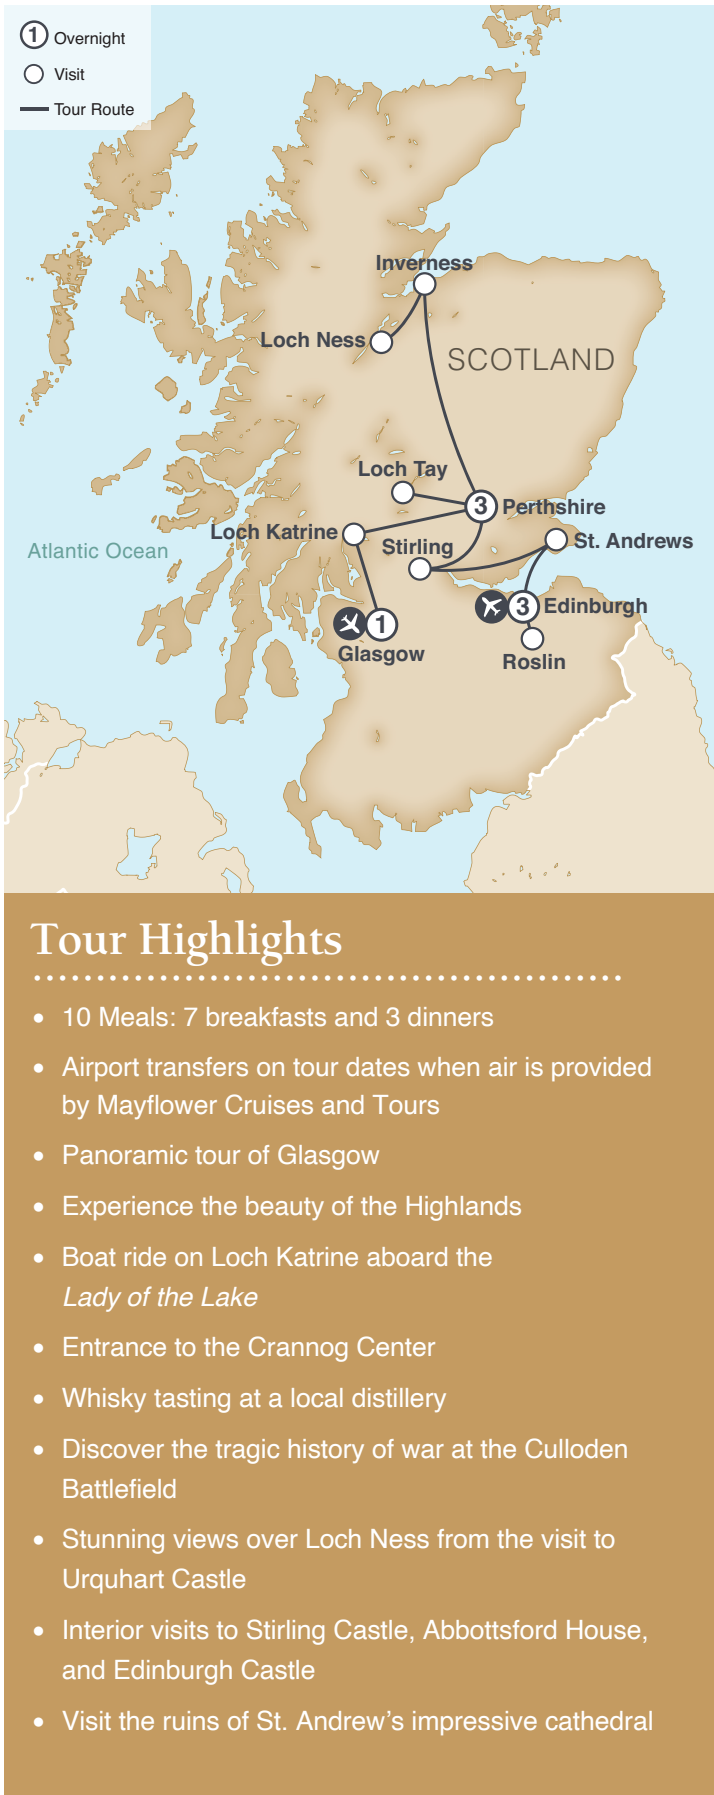 1 Overnight
Visit
Tour Route
Inverness
Loch Ness
SCOTLAND
Loch Tay
3 Perthshire
Loch Katrine
Stirling
St. Andrews
Atlantic Ocean
3 Edinburgh
1
Glasgow
Roslin
Tour Highlights
• 10 Meals: 7 breakfasts and 3 dinners
• Airport transfers on tour dates when air is provided
by Mayflower Cruises and Tours
• Panoramic tour of Glasgow
• Experience the beauty of the Highlands
• Boat ride on Loch Katrine aboard the
Lady of the Lake
• Entrance to the Crannog Center
• Whisky tasting at a local distillery
• Discover the tragic history of war at the Culloden
Battlefield
• Stunning views over Loch Ness from the visit to
Urquhart Castle
• Interior visits to Stirling Castle, Abbottsford House,
and Edinburgh Castle
• Visit the ruins of St. Andrew's impressive cathedral